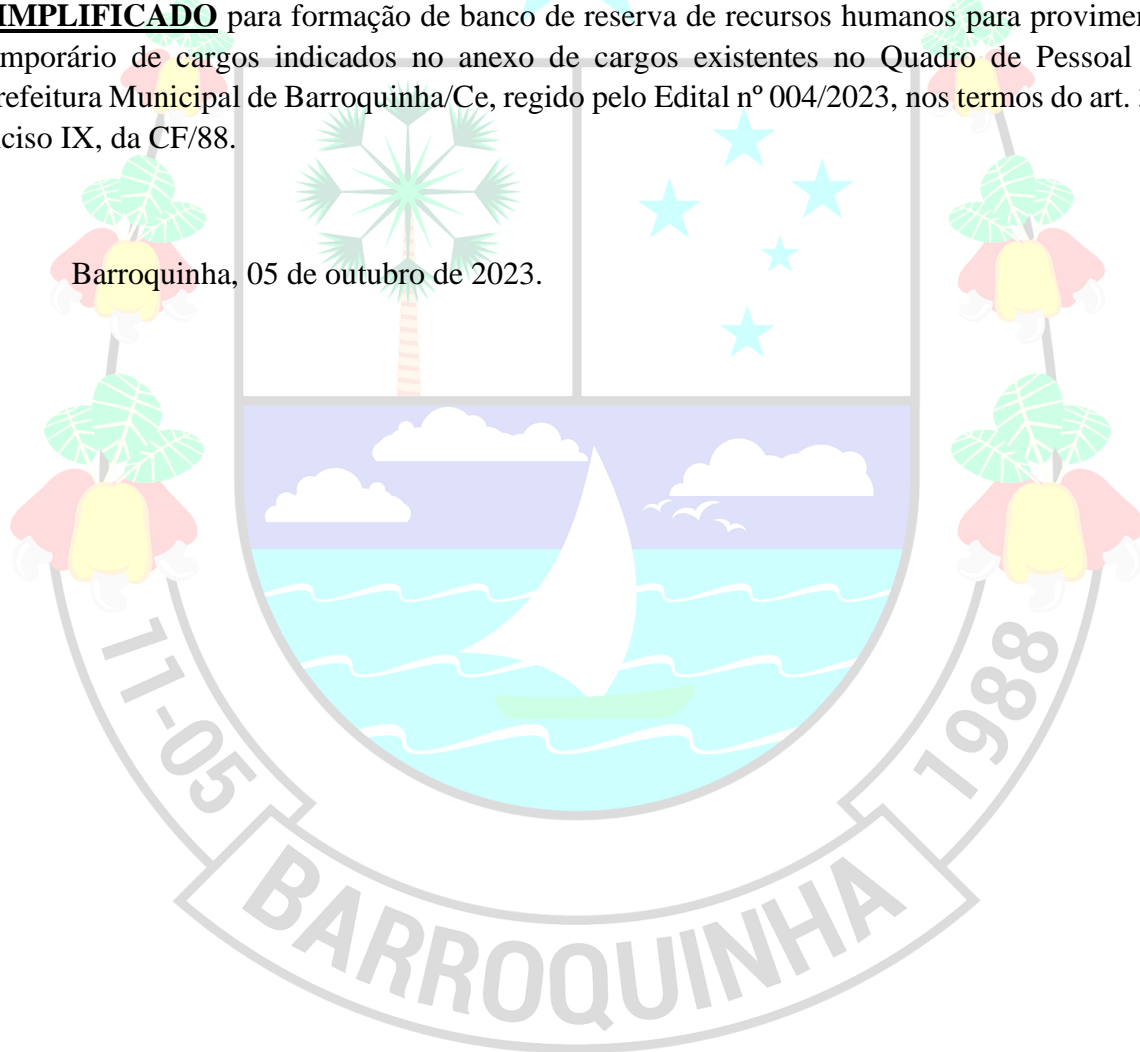 IMPLIFICADO para formação de banco de reserva de recursos humanos para provimen
mporário de cargos indicados no anexo de cargos existentes no Quadro de Pessoal
refeitura Municipal de Barroquinha/Ce, regido pelo Edital nº 004/2023, nos termos do art.
ciso IX, da CF/88.
Barroquinha, 05 de outubro de 2023.
11-05
BARROQUINHA
1988